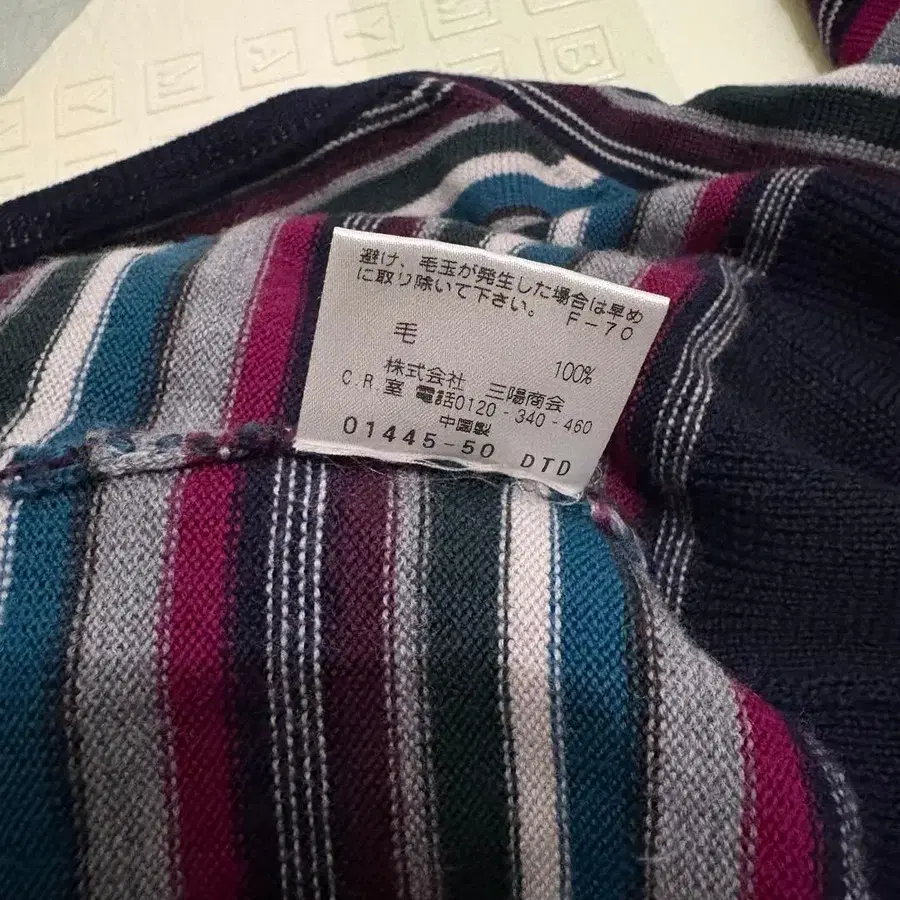 避け、毛玉が発生した場合は早め
に取り除いて下さい。 F-70
毛 100%
株式会社 三陽商会
C.R.室 電話0120-340-460
中国製
01445-50 DTD